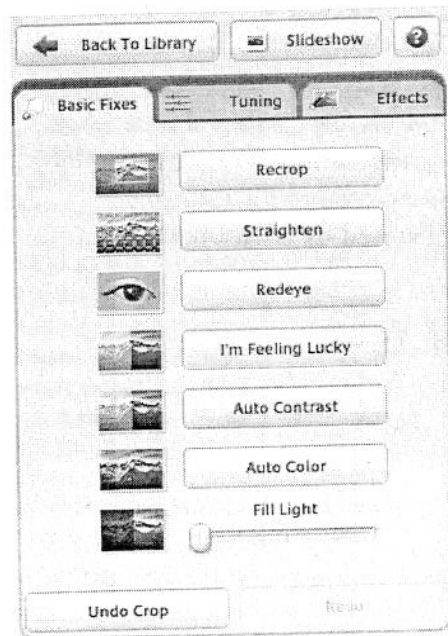 Back To Library
Slideshow
?
Basic Fixes
Tuning
Effects
Recrop
Straighten
Redeye
I'm Feeling Lucky
Auto Contrast
Auto Color
Fill Light
Undo Crop
Redo